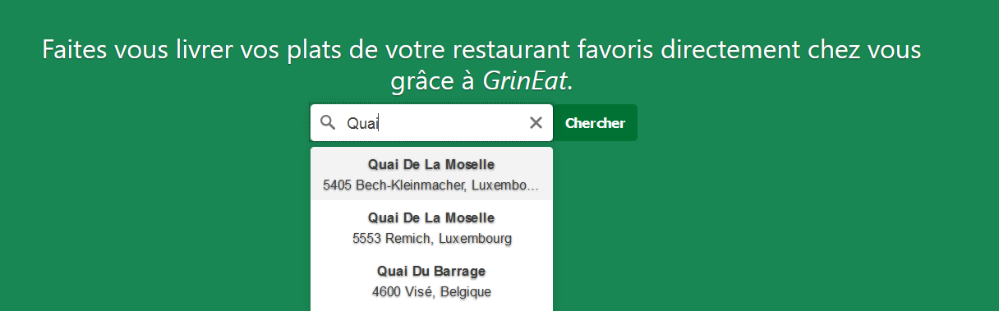 Faites vous livrer vos plats de votre restaurant favoris directement chez vous
grâce à GrinEat.
Quai
Chercher
Quai De La Moselle
5405 Bech-Kleinmacher, Luxembo...
Quai De La Moselle
5553 Remich, Luxembourg
Quai Du Barrage
4600 Visé, Belgique